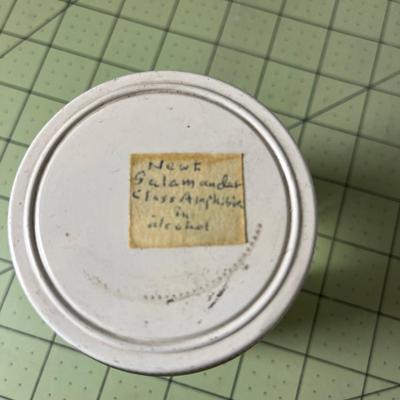 Newt
Salamander
Class Amphibia
in
alcohol